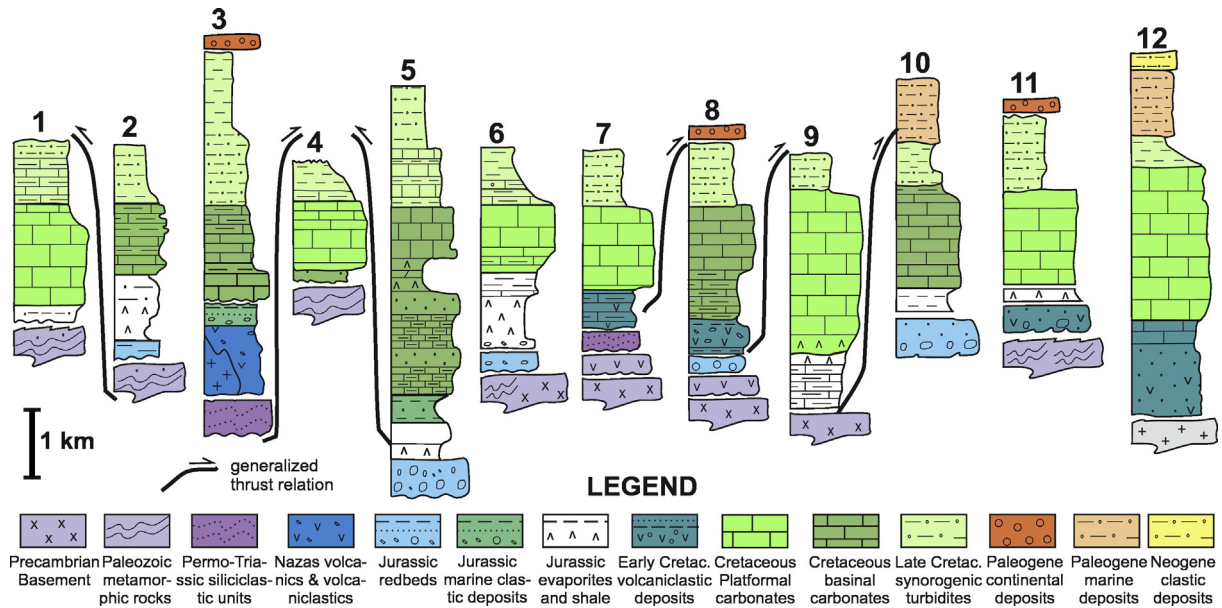 1
2
3
4
5
6
7
8
9
10
11
12
1 km
generalized
thrust relation
LEGEND
Precambrian
Basement
Paleozoic
metamor-
phic rocks
Permo-Tria-
ssic siliciclas-
tic units
Nazas volca-
nics & volca-
niclastics
Jurassic
redbeds
Jurassic
marine clas-
tic deposits
Jurassic
evaporites
and shale
Early Cretac.
volcaniclastic
deposits
Cretaceous
Platformal
carbonates
Cretaceous
basinal
carbonates
Late Cretac.
synorogenic
turbidites
Paleogene
continental
deposits
Paleogene
marine
deposits
Neogene
clastic
deposits